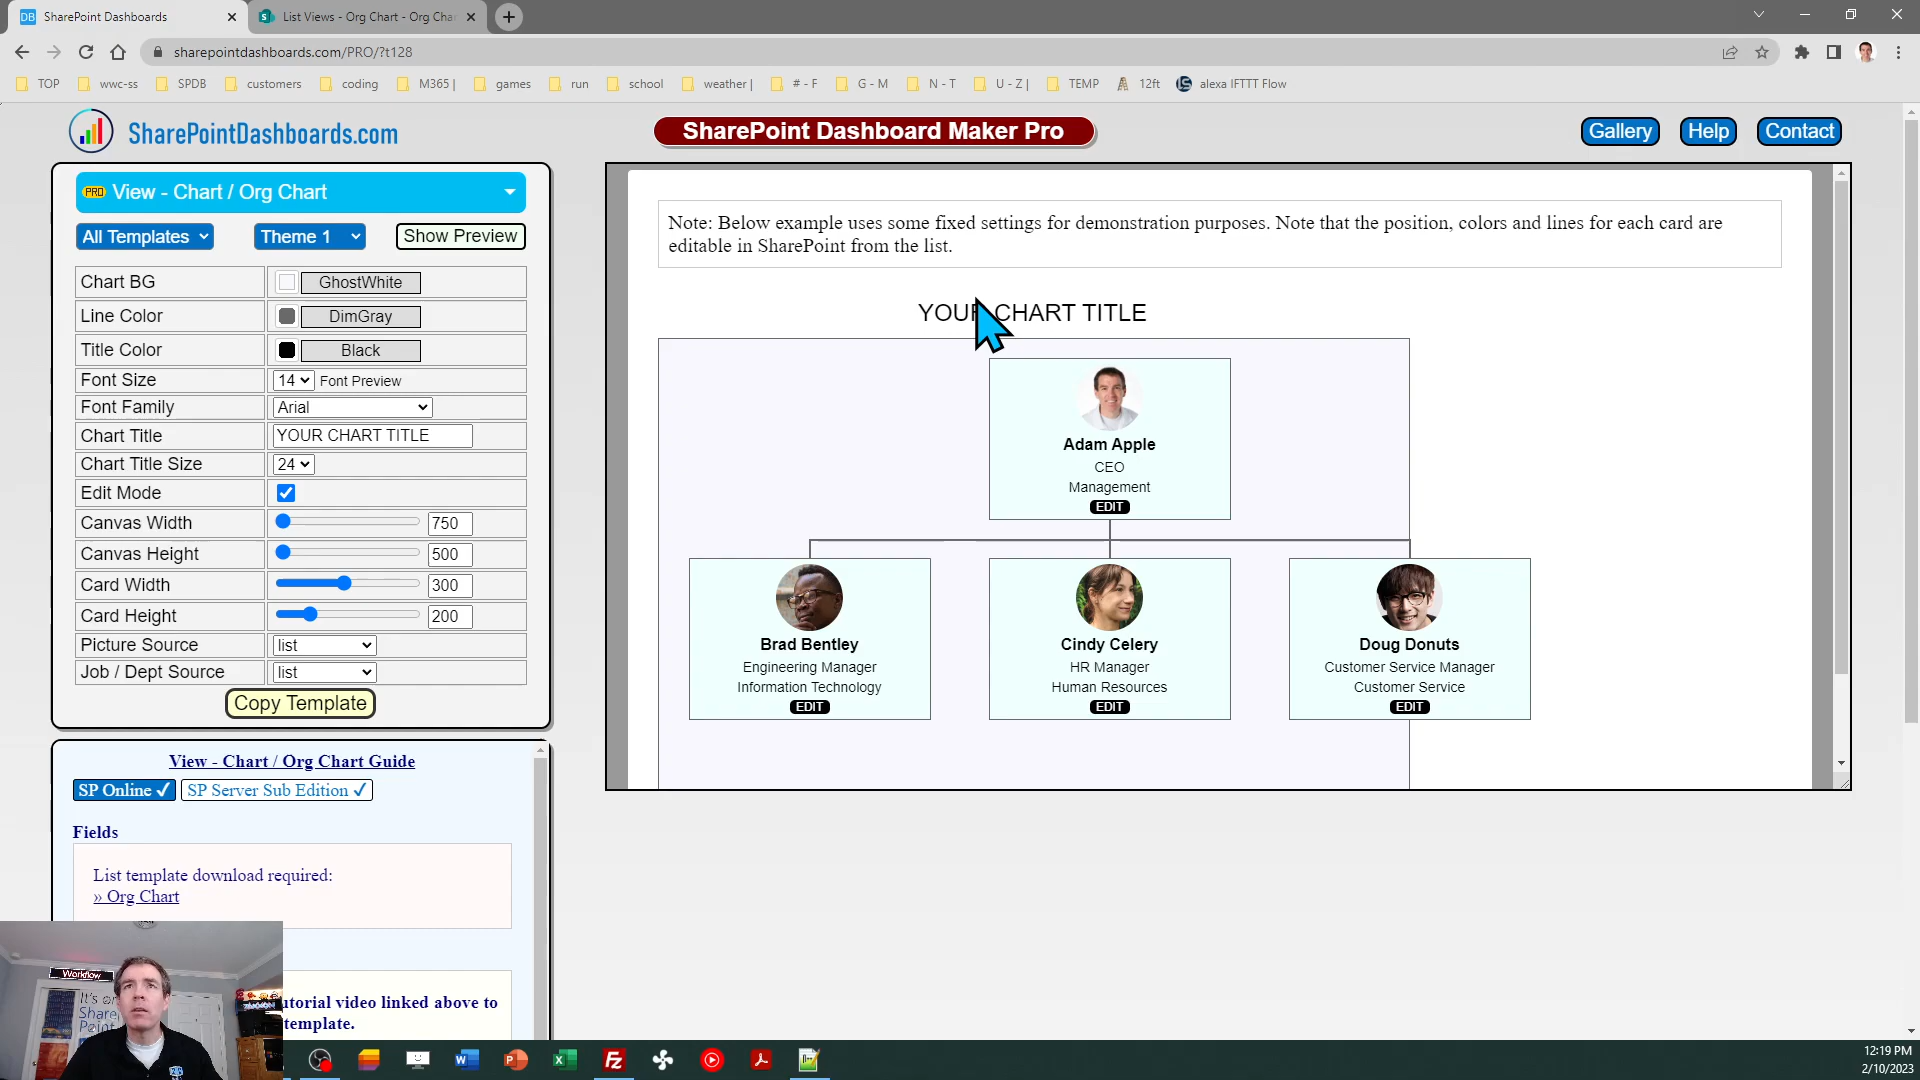 SharePoint Dashboards
List Views - Org Chart - Org Cha
sharepointdashboards.com/PRO/?t128
TOP
wwc-ss
SPDB
customers
coding
M365 |
games
run
school
weather |
# - F
G - M
N - T
U - Z |
TEMP
12ft
alexa IFTTT Flow
SharePointDashboards.com
SharePoint Dashboard Maker Pro
Gallery
Help
Contact
PRO View - Chart / Org Chart
All Templates
Theme 1
Show Preview
Chart BG
GhostWhite
Line Color
DimGray
Title Color
Black
Font Size
14
Font Preview
Font Family
Arial
Chart Title
YOUR CHART TITLE
Chart Title Size
24
Edit Mode
Canvas Width
750
Canvas Height
500
Card Width
300
Card Height
200
Picture Source
list
Job / Dept Source
list
Copy Template
Note: Below example uses some fixed settings for demonstration purposes. Note that the position, colors and lines for each card are
editable in SharePoint from the list.
YOUR CHART TITLE
Adam Apple
CEO
Management
EDIT
Brad Bentley
Engineering Manager
Information Technology
EDIT
Cindy Celery
HR Manager
Human Resources
EDIT
Doug Donuts
Customer Service Manager
Customer Service
EDIT
View - Chart / Org Chart Guide
SP Online ✓
SP Server Sub Edition ✓
Fields
List template download required:
» Org Chart
utorial video linked above to
template.
Workflow
It's on
Share
Point
12:19 PM
2/10/2023